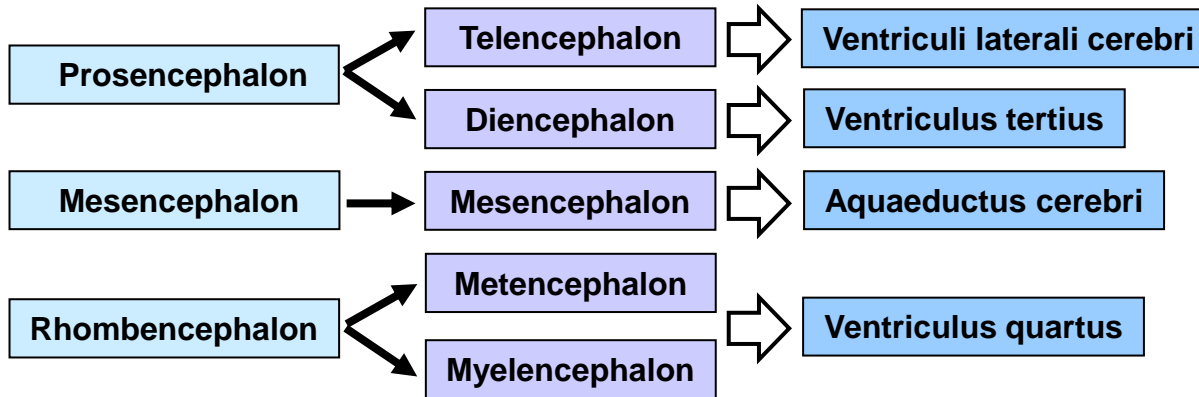 Telencephalon
Ventriculi laterali cerebri
Prosencephalon
Diencephalon
Ventriculus tertius
Mesencephalon
Mesencephalon
Aquaeductus cerebri
Metencephalon
Rhombencephalon
Ventriculus quartus
Myelencephalon